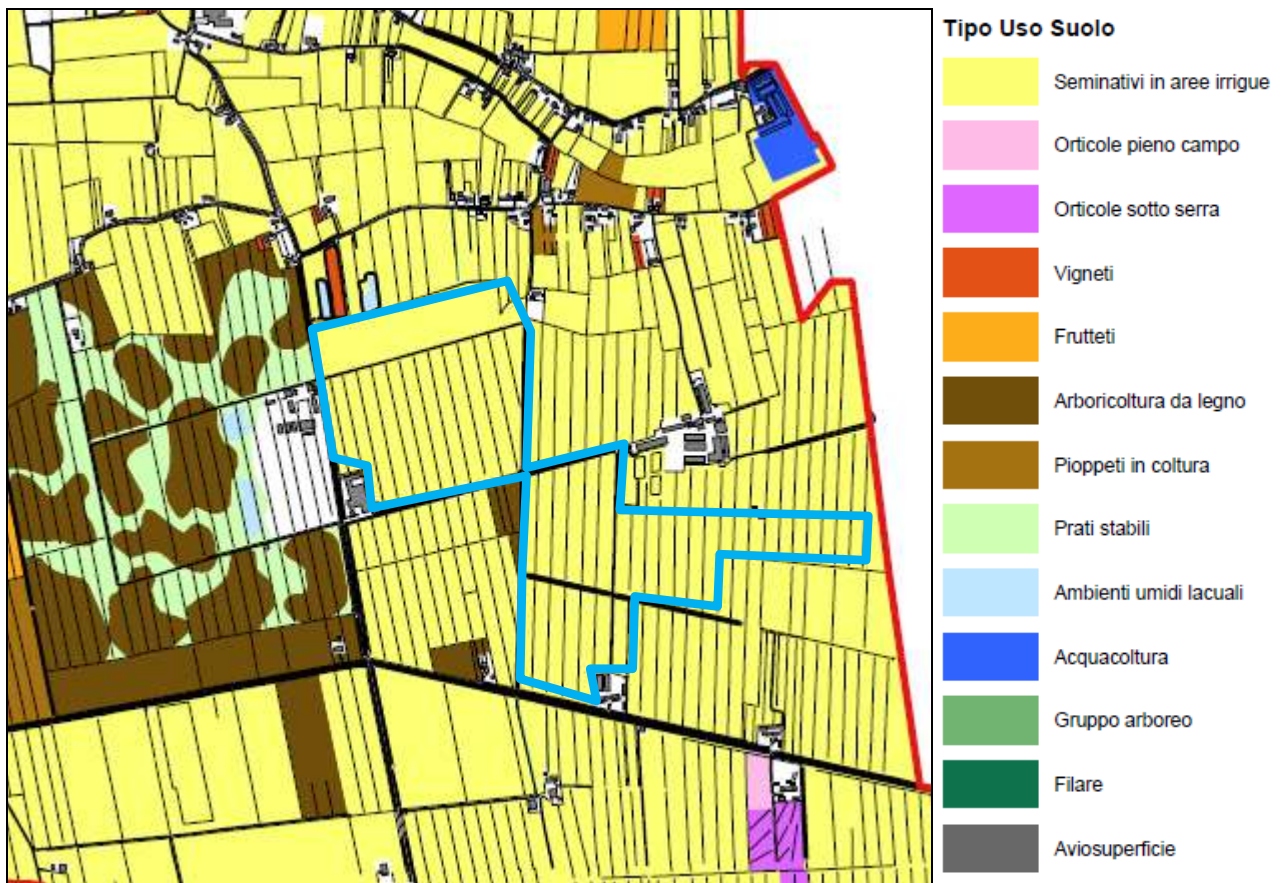 Tipo Uso Suolo
Seminativi in aree irrigue
Orticole pieno campo
Orticole sotto serra
Vigneti
Frutteti
Arboricoltura da legno
Pioppeti in coltura
Prati stabili
Ambienti umidi lacuali
Acquacoltura
Gruppo arboreo
Filare
Aviosuperficie